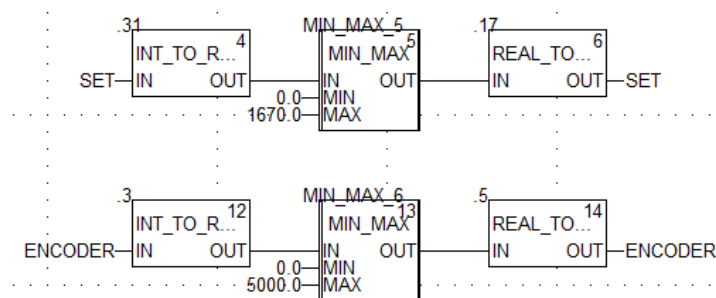 .31 MIN_MAX_5 .17
4 5 6
INT_TO_R... MIN_MAX REAL_TO...
SET IN OUT IN OUT IN OUT SET
0.0 MIN
1670.0 MAX
.3 MIN_MAX_6 .5
12 13 14
INT_TO_R... MIN_MAX REAL_TO...
ENCODER IN OUT IN OUT IN OUT ENCODER
0.0 MIN
5000.0 MAX